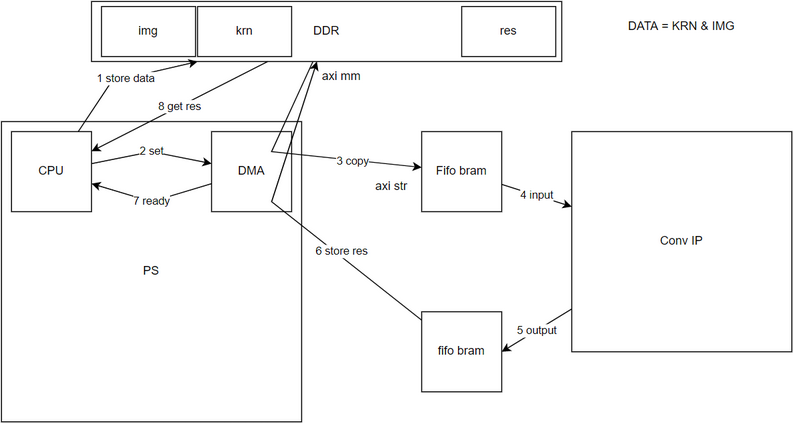 img
krn
DDR
res
DATA = KRN & IMG
1 store data
axi mm
8 get res
CPU
2 set
DMA
3 copy
Fifo bram
axi str
7 ready
4 input
Conv IP
6 store res
PS
5 output
fifo bram